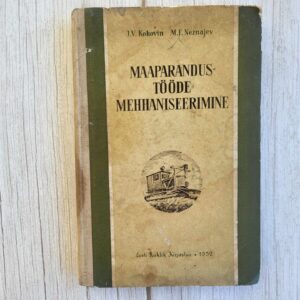 I.V. Kokovin M.I. Neznajev
MAAPARANDUS-
TÖÖDE
MEHHANISEERIMINE
Eesti Riiklik Kirjastus • 1952